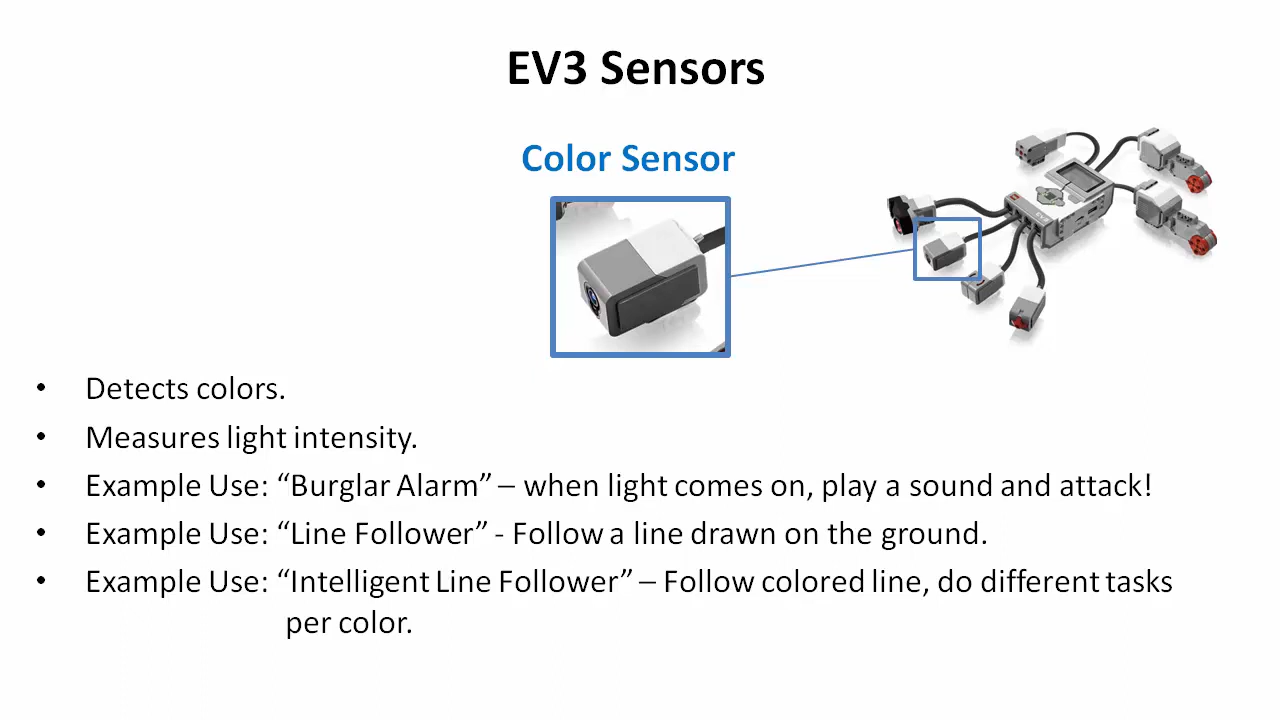 EV3 Sensors
Color Sensor
EV3
• Detects colors.
• Measures light intensity.
• Example Use: “Burglar Alarm” – when light comes on, play a sound and attack!
• Example Use: “Line Follower” - Follow a line drawn on the ground.
• Example Use: “Intelligent Line Follower” – Follow colored line, do different tasks
per color.